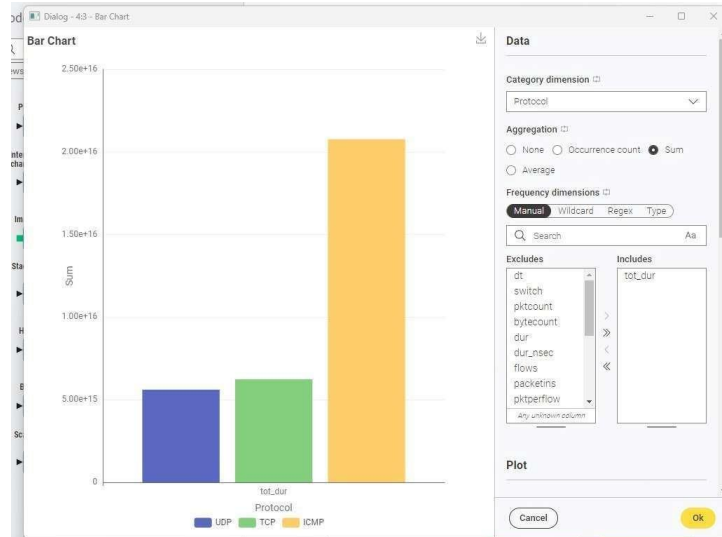 Dialog - 4:3 - Bar Chart
Bar Chart
2.50e+16
2.00e+16
1.50e+16
1.00e+16
5.00e+15
0
Sum
tot_dur
Protocol
UDP TCP ICMP
Data
Category dimension
Protocol
Aggregation
None Occurrence count Sum
Average
Frequency dimensions
Manual Wildcard Regex Type
Search Aa
Excludes Includes
dt tot_dur
switch
pktcount
bytecount
dur
dur_nsec
flows
packetins
pktperflow
Any unknown column
Plot
Cancel Ok